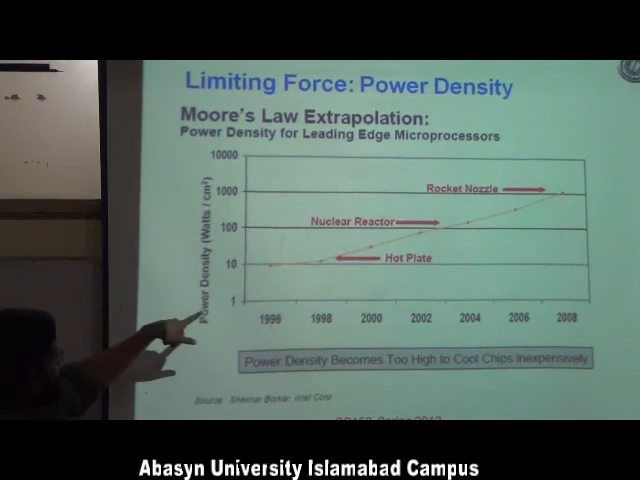 Limiting Force: Power Density
Moore's Law Extrapolation:
Power Density for Leading Edge Microprocessors
Power Density (Watts / cm²)
10000
1000
100
10
1
Rocket Nozzle
Nuclear Reactor
Hot Plate
1996 1998 2000 2002 2004 2006 2008
Power Density Becomes Too High to Cool Chips Inexpensively
Source: Shekhar Borkar, Intel Corp
Abasyn University Islamabad Campus